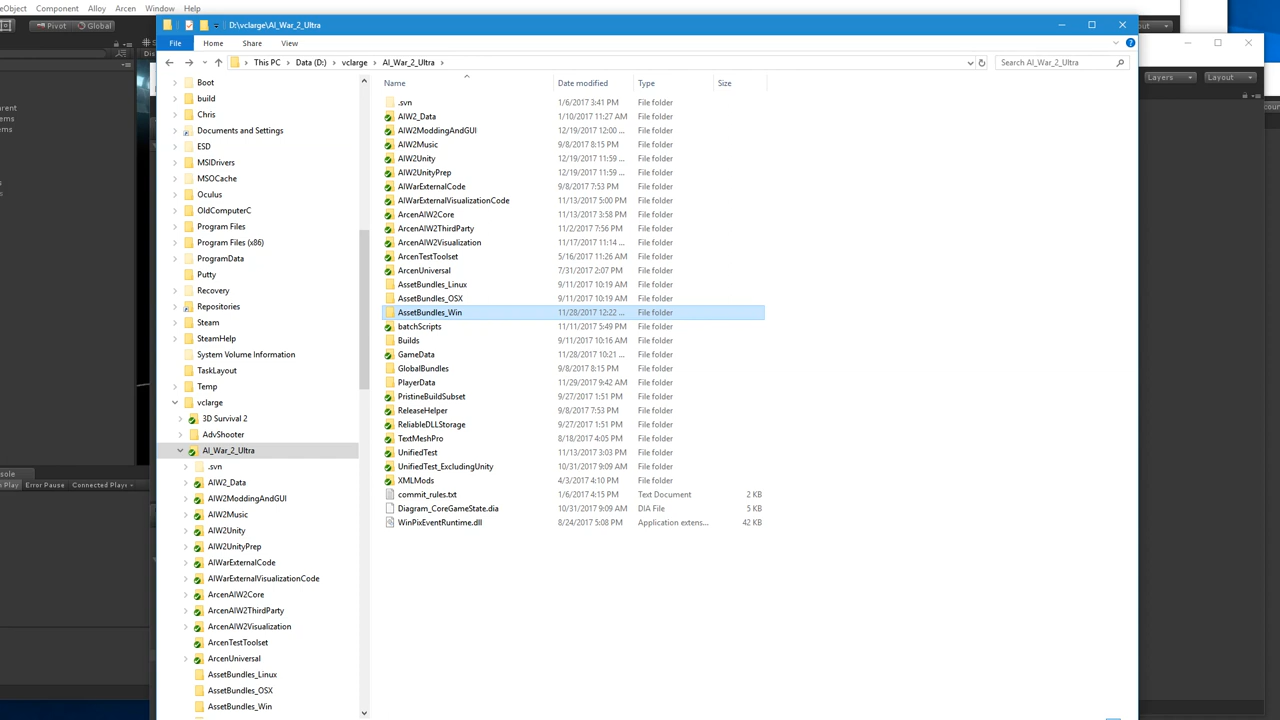 Object Component Alloy Arcen Window Help
D:\vclarge\AI_War_2_Ultra
Pivot Global
File Home Share View
This PC Data (D:) vclarge AI_War_2_Ultra Search AI_War_2_Ultra
Layers Layout
Name Date modified Type Size
Boot
build
Chris
Documents and Settings
ESD
MSIDrivers
MSOCache
Oculus
OldComputerC
Program Files
Program Files (x86)
ProgramData
Putty
Recovery
Repositories
Steam
SteamHelp
System Volume Information
TaskLayout
Temp
vclarge
3D Survival 2
AdvShooter
AI_War_2_Ultra
.svn
AIW2_Data
AIW2ModdingAndGUI
AIW2Music
AIW2Unity
AIW2UnityPrep
AIWarExternalCode
AIWarExternalVisualizationCode
ArcenAIW2Core
ArcenAIW2ThirdParty
ArcenAIW2Visualization
ArcenTestToolset
ArcenUniversal
AssetBundles_Linux
AssetBundles_OSX
AssetBundles_Win
.svn 1/6/2017 3:41 PM File folder
AIW2_Data 1/10/2017 11:27 AM File folder
AIW2ModdingAndGUI 12/19/2017 12:00 ... File folder
AIW2Music 9/8/2017 8:15 PM File folder
AIW2Unity 12/19/2017 11:59 ... File folder
AIW2UnityPrep 12/19/2017 11:59 ... File folder
AIWarExternalCode 9/8/2017 7:53 PM File folder
AIWarExternalVisualizationCode 11/13/2017 5:00 PM File folder
ArcenAIW2Core 11/13/2017 3:58 PM File folder
ArcenAIW2ThirdParty 11/2/2017 7:56 PM File folder
ArcenAIW2Visualization 11/17/2017 11:14 ... File folder
ArcenTestToolset 5/16/2017 11:26 AM File folder
ArcenUniversal 7/31/2017 2:07 PM File folder
AssetBundles_Linux 9/11/2017 10:19 AM File folder
AssetBundles_OSX 9/11/2017 10:19 AM File folder
AssetBundles_Win 11/28/2017 12:22 ... File folder
batchScripts 11/11/2017 5:49 PM File folder
Builds 9/11/2017 10:16 AM File folder
GameData 11/28/2017 10:21 ... File folder
GlobalBundles 9/8/2017 8:15 PM File folder
PlayerData 11/29/2017 9:42 AM File folder
PristineBuildSubset 9/27/2017 1:51 PM File folder
ReleaseHelper 9/8/2017 7:53 PM File folder
ReliableDLLStorage 9/27/2017 1:51 PM File folder
TextMeshPro 8/18/2017 4:05 PM File folder
UnifiedTest 11/13/2017 3:03 PM File folder
UnifiedTest_ExcludingUnity 10/31/2017 9:09 AM File folder
XMLMods 4/3/2017 4:10 PM File folder
commit_rules.txt 1/6/2017 4:15 PM Text Document 2 KB
Diagram_CoreGameState.dia 10/31/2017 9:09 AM DIA File 5 KB
WinPixEventRuntime.dll 8/24/2017 5:08 PM Application extens... 42 KB
Error Pause Connected Play